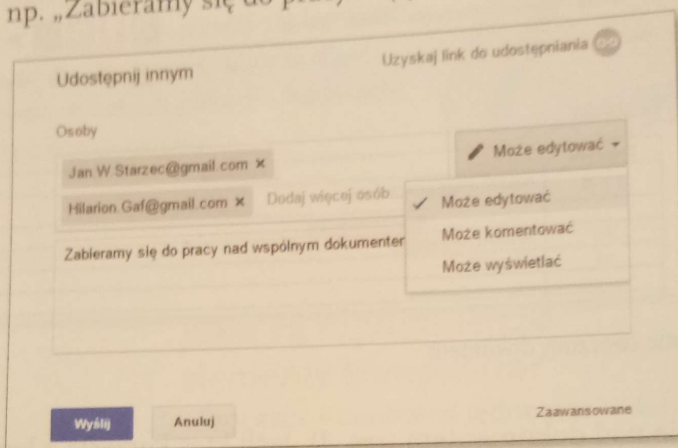 np. „Zabieramy się do
Udostępnij innym
Uzyskaj link do udostępniania
Osoby
Jan.W.Starzec@gmail.com ×
Może edytować
Hilarion.Gaf@gmail.com ×
Dodaj więcej osób
Może edytować
Może komentować
Może wyświetlać
Zabieramy się do pracy nad wspólnym dokumenter
Wyślij
Anuluj
Zaawansowane